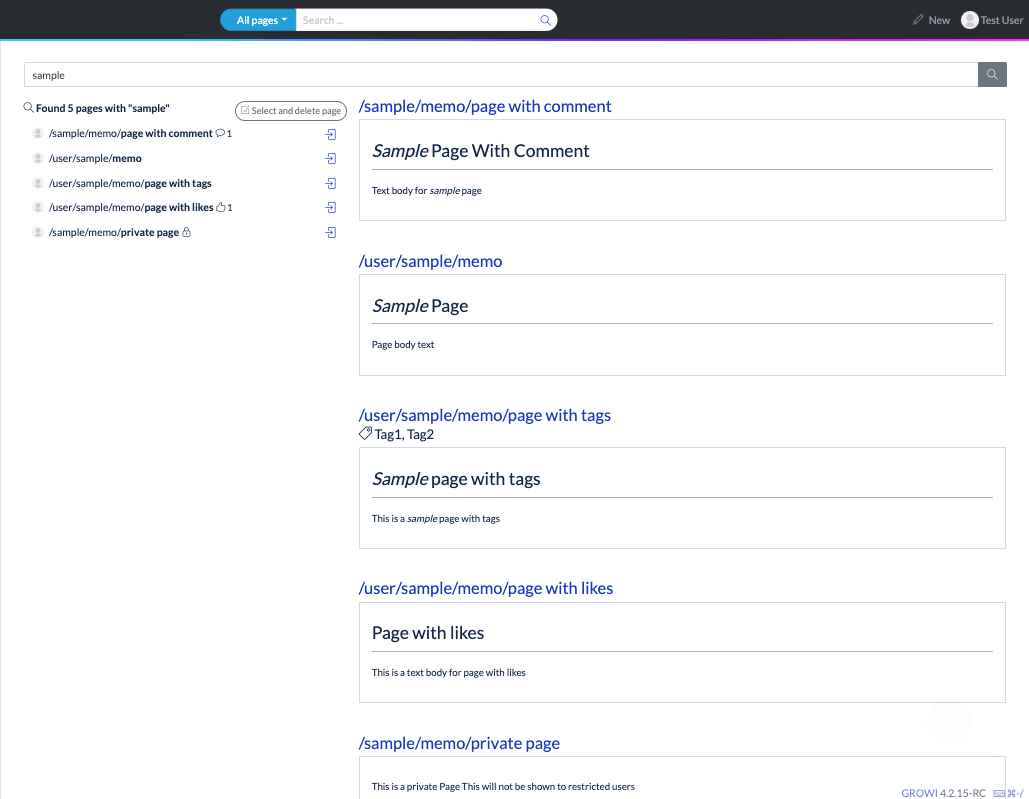 All pages
Search ...
New
Test User
sample
Found 5 pages with "sample"
Select and delete page
/sample/memo/page with comment 1
/user/sample/memo
/user/sample/memo/page with tags
/user/sample/memo/page with likes 1
/sample/memo/private page
/sample/memo/page with comment
Sample Page With Comment
Text body for sample page
/user/sample/memo
Sample Page
Page body text
/user/sample/memo/page with tags
Tag1, Tag2
Sample page with tags
This is a sample page with tags
/user/sample/memo/page with likes
Page with likes
This is a text body for page with likes
/sample/memo/private page
This is a private Page This will not be shown to restricted users
GROWI 4.2.15-RC ⌘-/